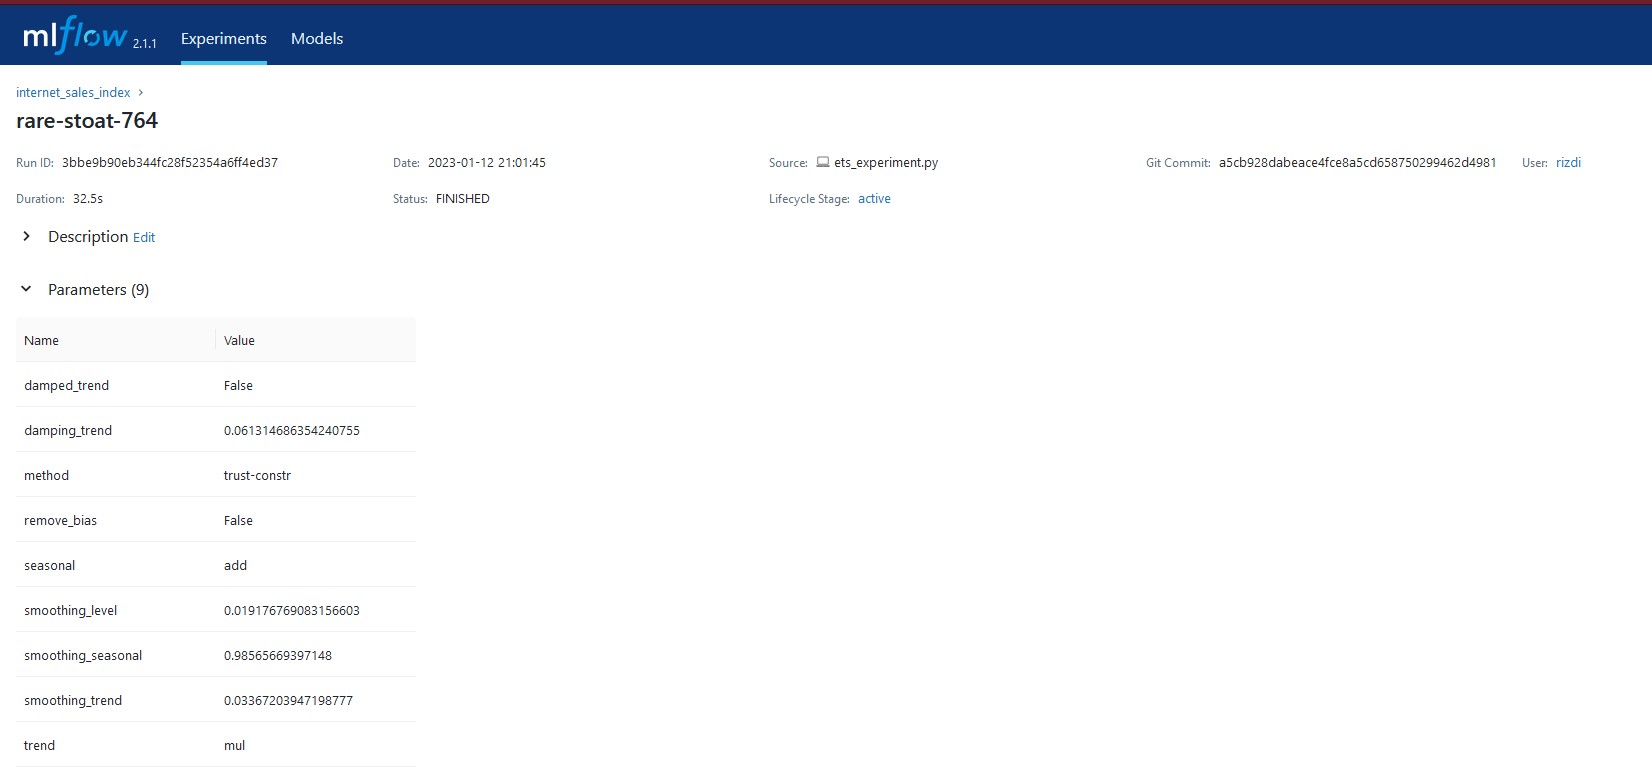 mlflow 2.1.1 Experiments Models
internet_sales_index
rare-stoat-764
Run ID: 3bbe9b90eb344fc28f52354a6ff4ed37 Date: 2023-01-12 21:01:45 Source: ets_experiment.py Git Commit: a5cb928dabeace4fce8a5cd658750299462d4981 User: rizdi
Duration: 32.5s Status: FINISHED Lifecycle Stage: active
Description Edit
Parameters (9)
Name Value
damped_trend False
damping_trend 0.061314686354240755
method trust-constr
remove_bias False
seasonal add
smoothing_level 0.019176769083156603
smoothing_seasonal 0.98565669397148
smoothing_trend 0.03367203947198777
trend mul